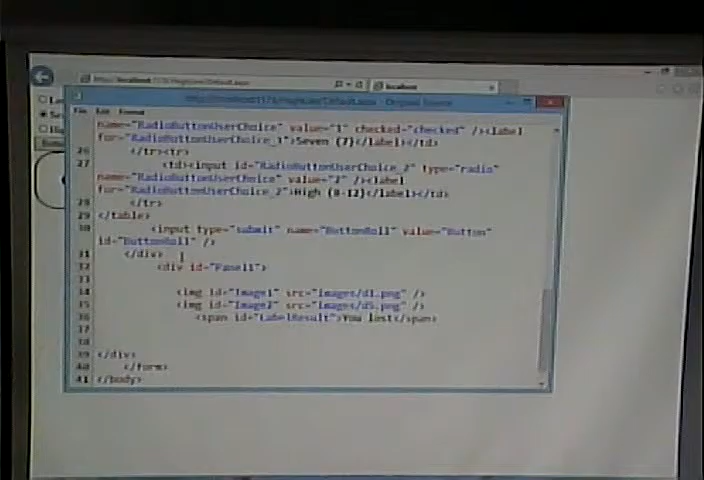 localhost
File Edit Format
name="RadioButtonUserChoice" value="1" checked="checked" /><label
for="RadioButtonUserChoice_1">Seven (7)</label></td>
26 </tr><tr>
27 <td><input id="RadioButtonUserChoice_2" type="radio"
name="RadioButtonUserChoice" value="2" /><label
for="RadioButtonUserChoice_2">High (8-12)</label></td>
28 </tr>
29 </table>
30 <input type="submit" name="ButtonRoll" value="Button"
id="ButtonRoll" />
31 </div>
32 <div id="Panel1">
33
34 <img id="Image1" src="images/d1.png" />
35 <img id="Image2" src="images/d5.png" />
36 <span id="LabelResult">You lost</span>
37
38
39 </div>
40 </form>
41 </body>